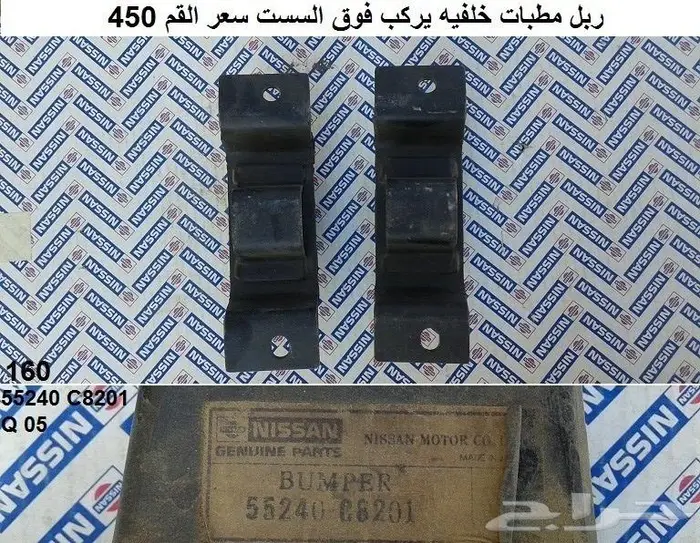 ربل مطبات خلفيه يركب فوق السست سعر القم 450
160
55240 C8201
Q 05
NISSAN
GENUINE PARTS
NISSAN MOTOR CO.,
MADE
BUMPER
55240-C8201
حراج